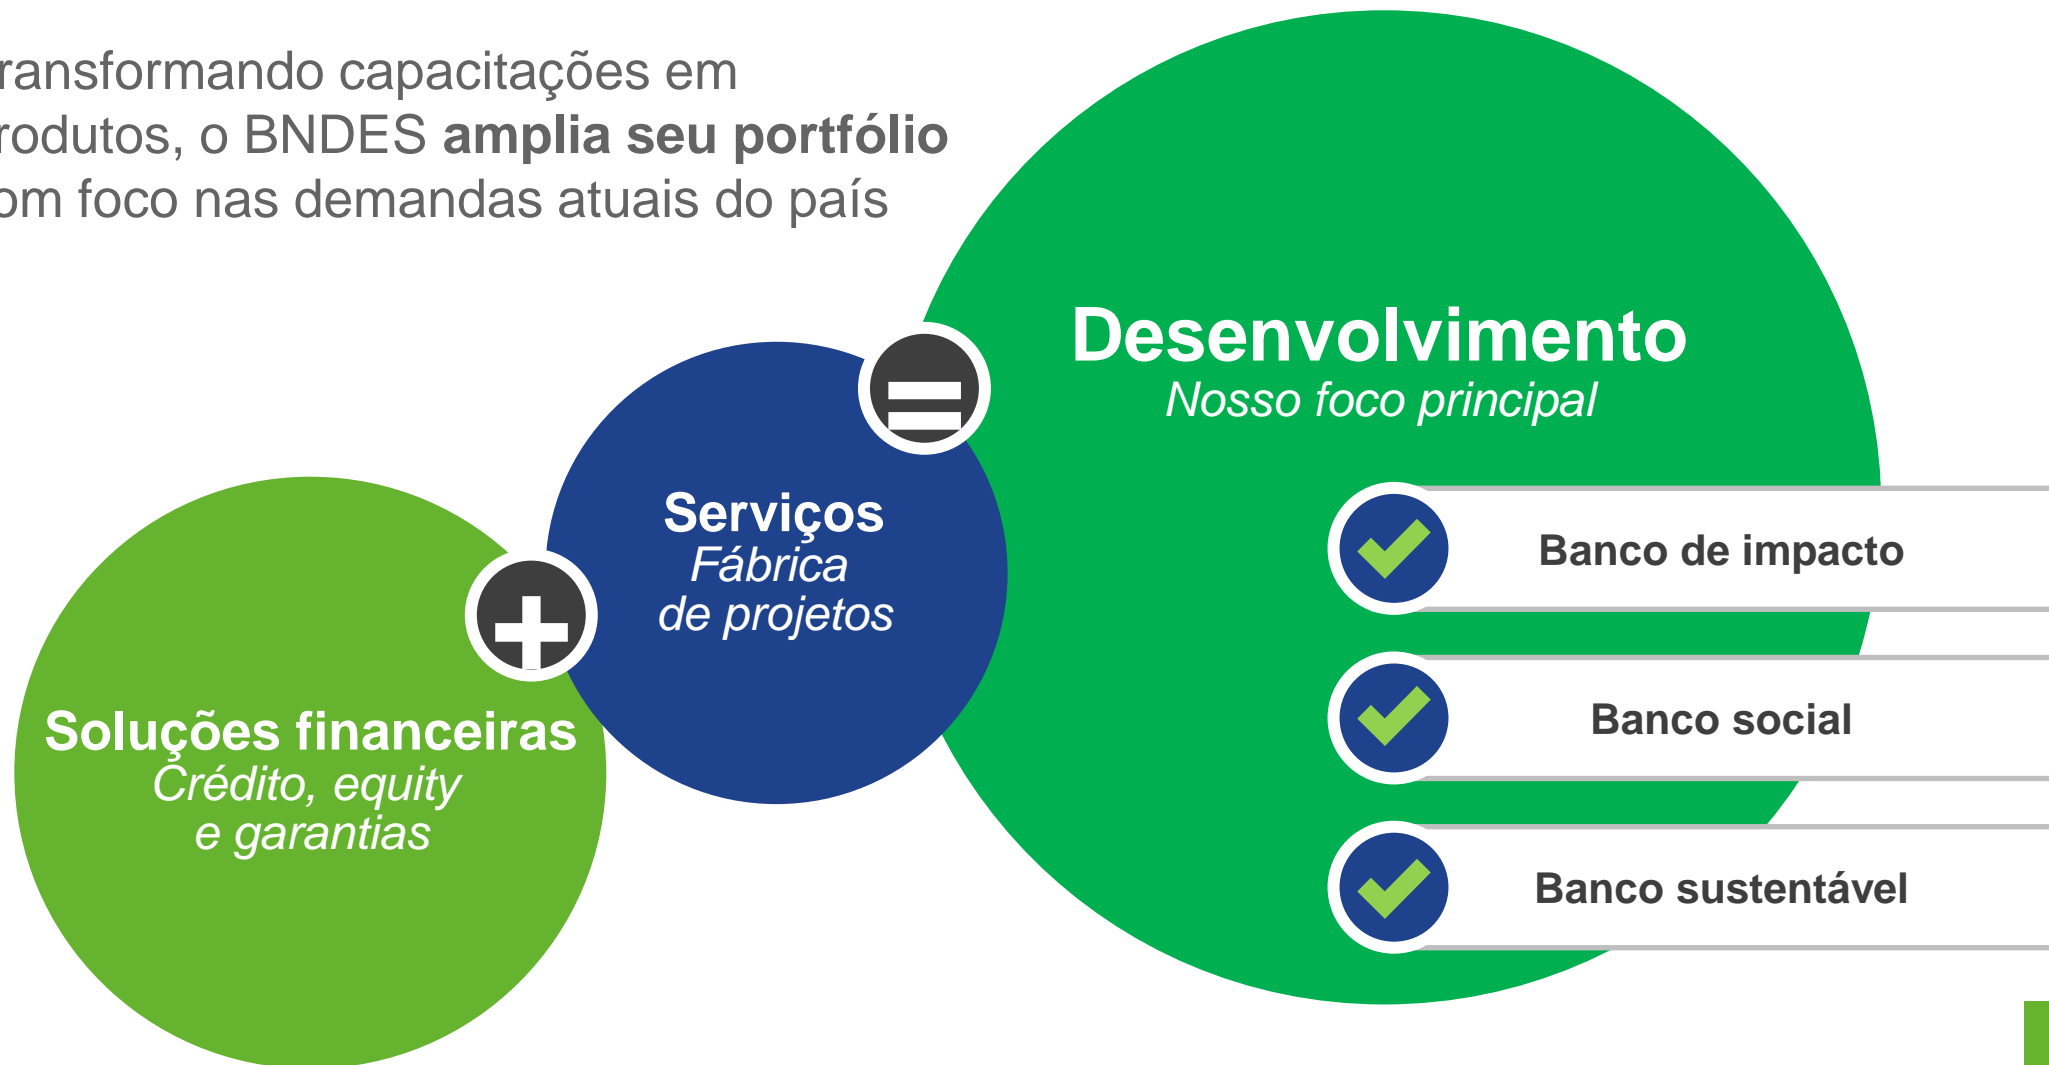 ransformando capacitações em
rodutos, o BNDES amplia seu portfólio
om foco nas demandas atuais do país
Desenvolvimento
Nosso foco principal
Serviços
Fábrica
de projetos
Soluções financeiras
Crédito, equity
e garantias
Banco de impacto
Banco social
Banco sustentável